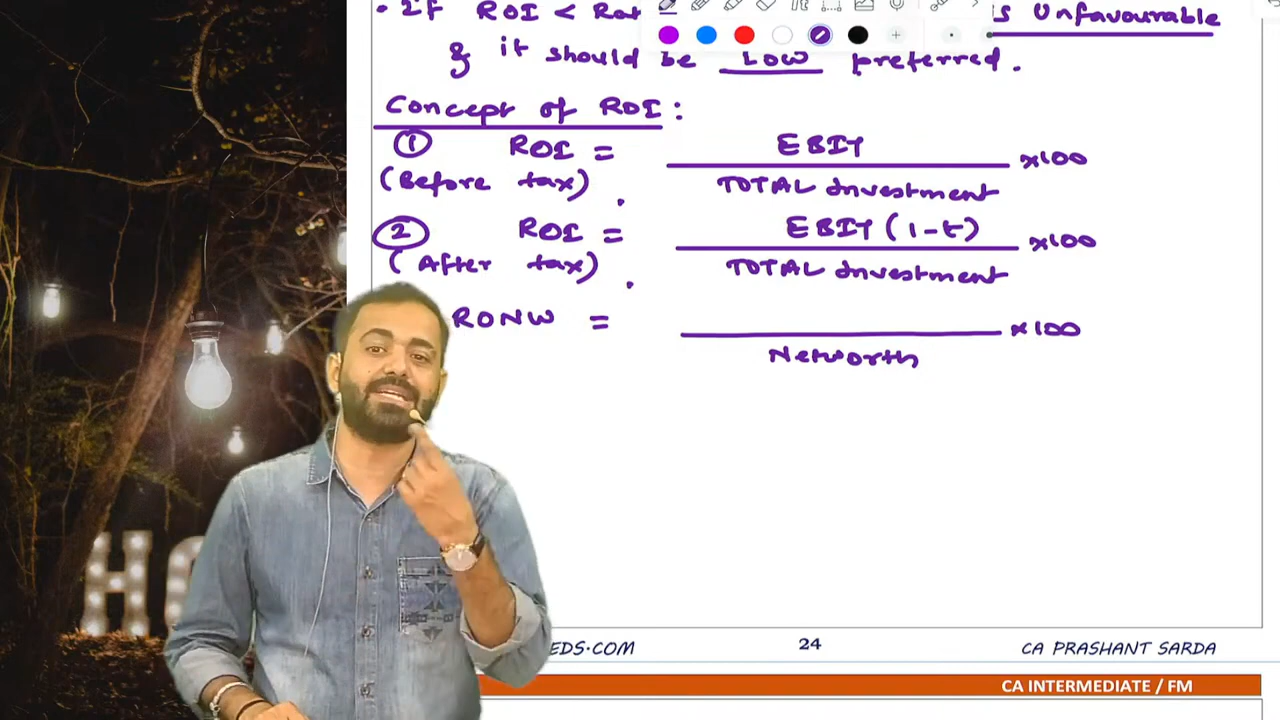 • If ROI < Rat
s Unfavourable
& it should be LOW preferred.
Concept of ROI:
① ROI = EBIT ×100
(Before tax). TOTAL Investment
② ROI = EBIT (1-t) ×100
(After tax). TOTAL Investment
RONW = ×100
Networth
EDS.COM 24 CA PRASHANT SARDA
CA INTERMEDIATE / FM